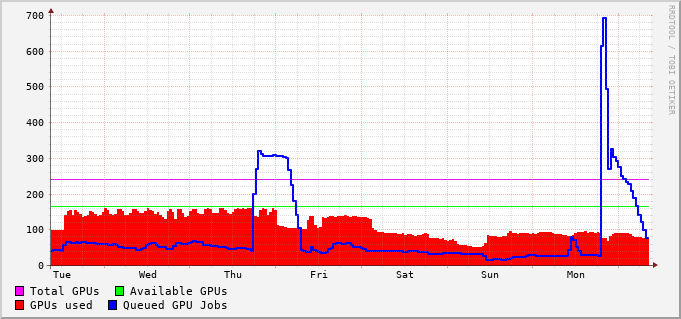 700
600
500
400
300
200
100
0
Tue Wed Thu Fri Sat Sun Mon
RRDTOOL / TOBI OETIKER
Total GPUs Available GPUs
GPUs used Queued GPU Jobs